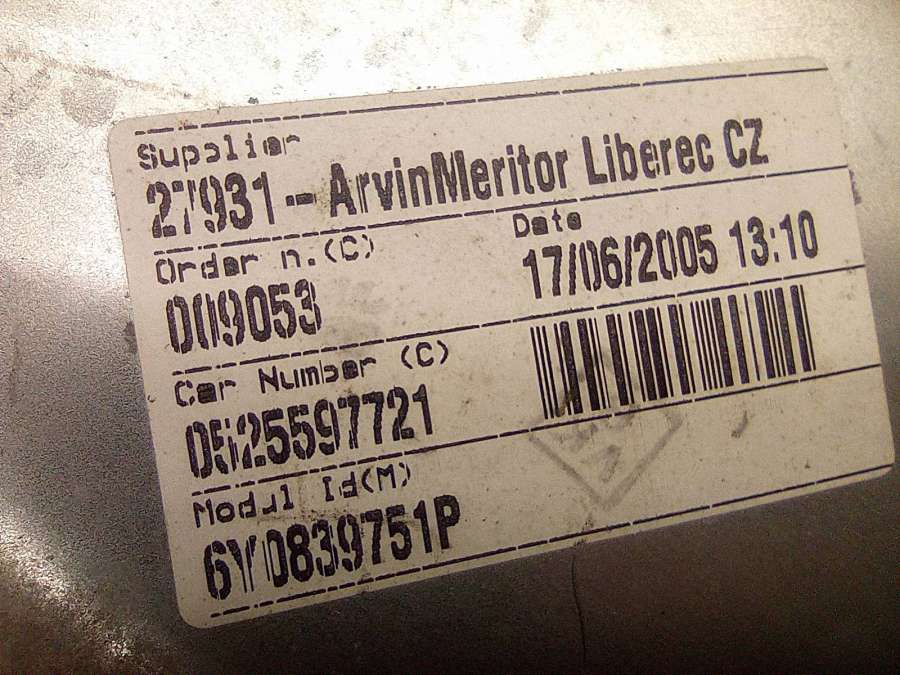 Supplier
27931 - ArvinMeritor Liberec CZ
Order n.(C)
Date
009053
17/06/2005 13:10
Car Number (C)
0525597721
Modul Id(M)
6Y0839751P